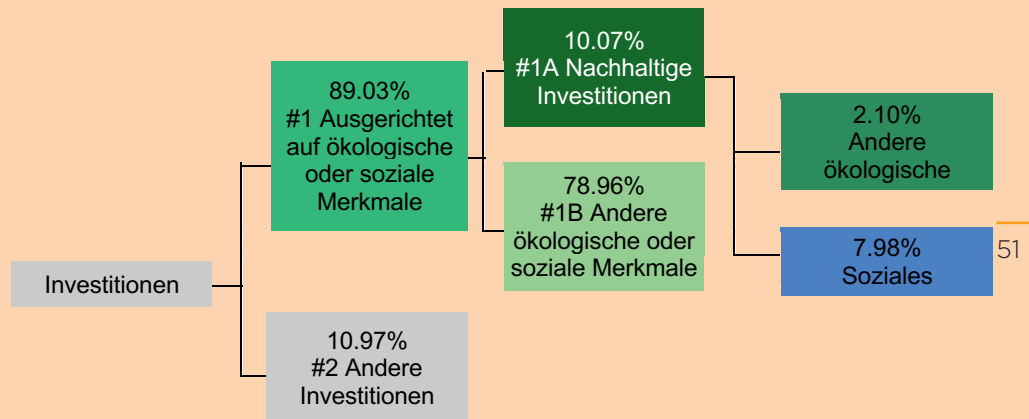 Investitionen
89.03%
#1 Ausgerichtet
auf ökologische
oder soziale
Merkmale
10.97%
#2 Andere
Investitionen
10.07%
#1A Nachhaltige
Investitionen
78.96%
#1B Andere
ökologische oder
soziale Merkmale
2.10%
Andere
ökologische
7.98%
Soziales
51